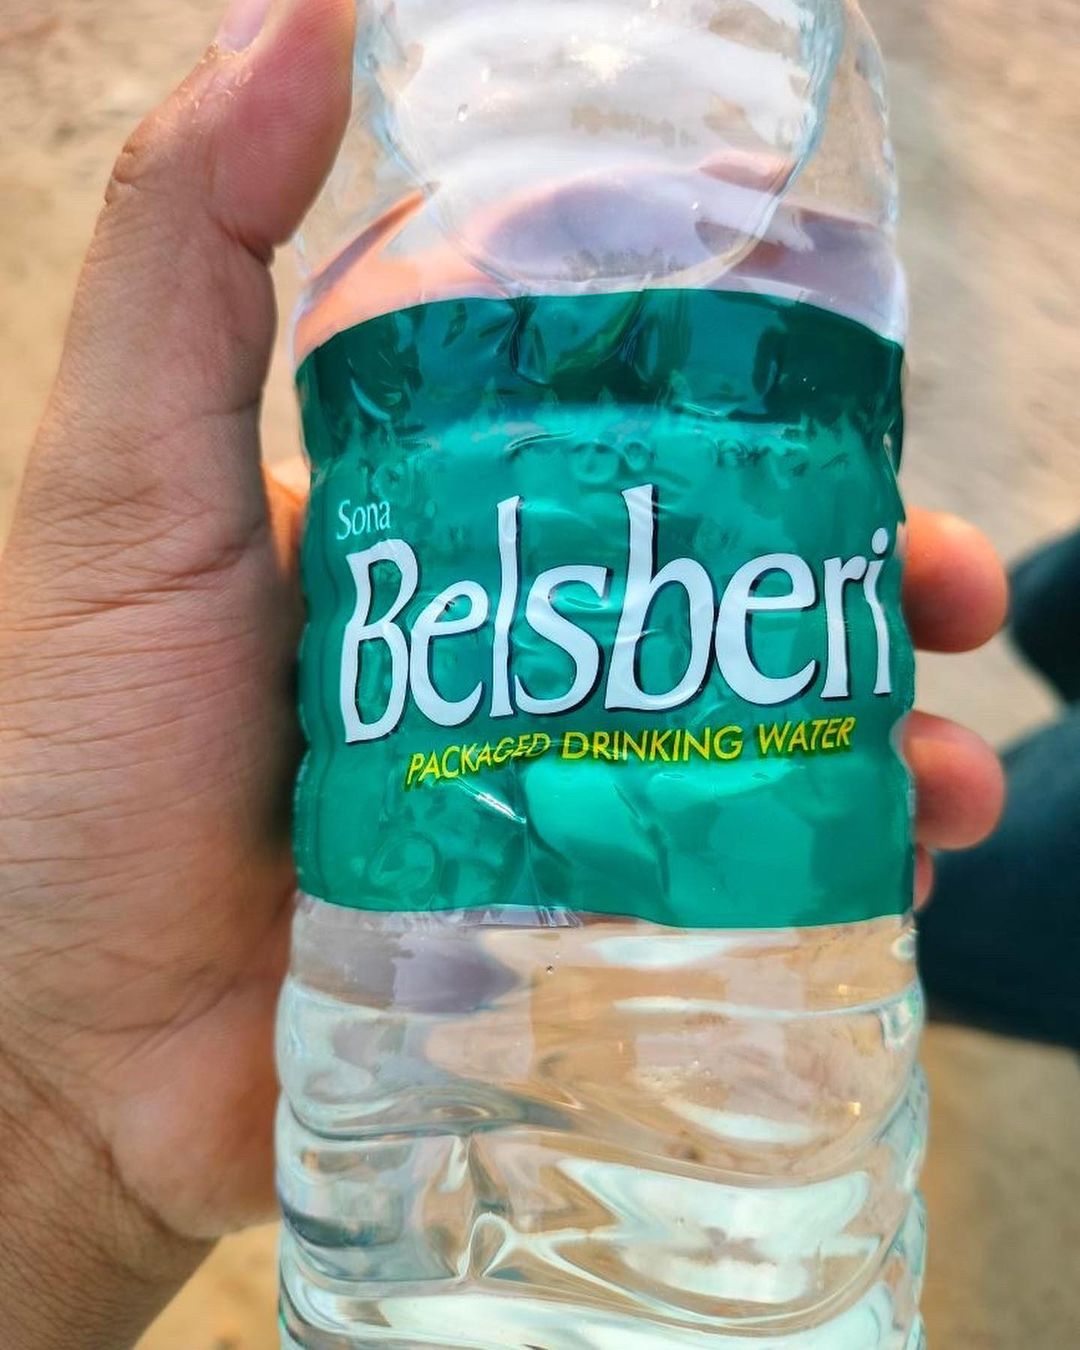 Sona
Belsberi
PACKAGED DRINKING WATER